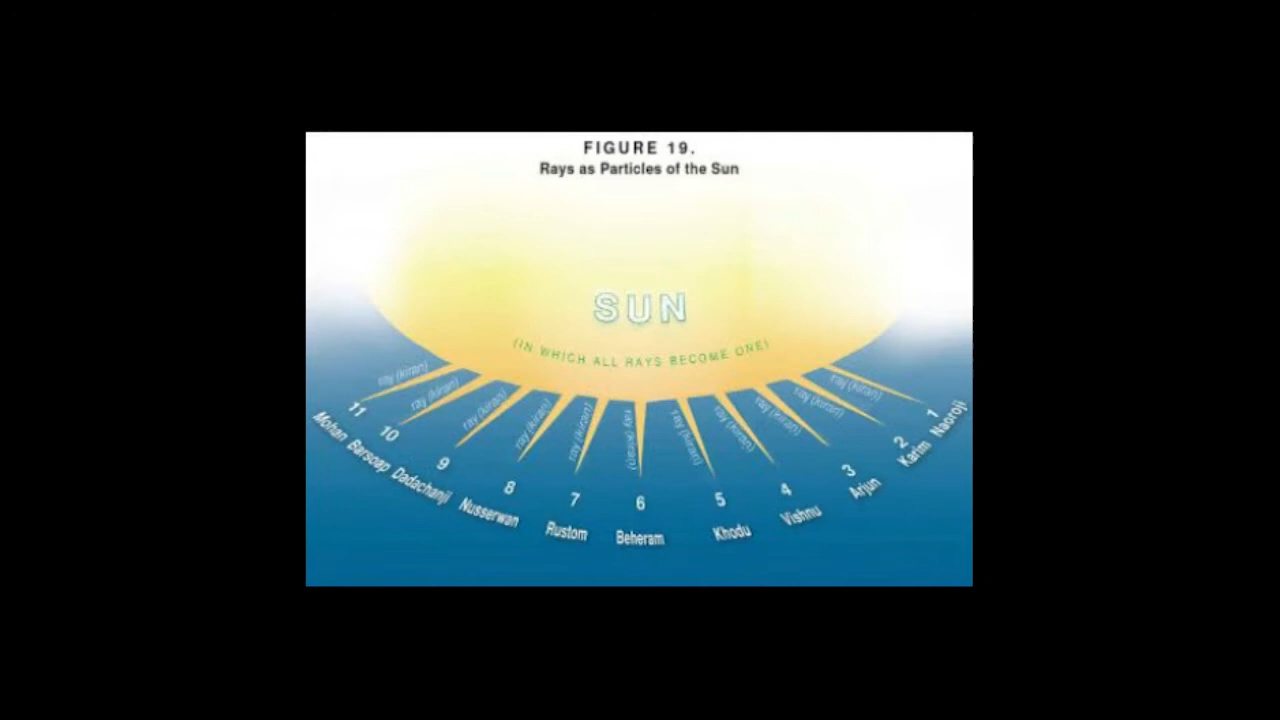 FIGURE 19.
Rays as Particles of the Sun
SUN
(IN WHICH ALL RAYS BECOME ONE)
ray (kiran)
ray (kiran)
ray (kiran)
ray (kiran)
ray (kiran)
ray (kiran)
ray (kiran)
ray (kiran)
ray (kiran)
ray (kiran)
ray (kiran)
11
10
9
8
7
6
5
4
3
2
1
Mohan
Barsoap
Dadachanji
Nusserwan
Rustom
Beheram
Khodu
Vishnu
Arjun
Karim
Naoroji